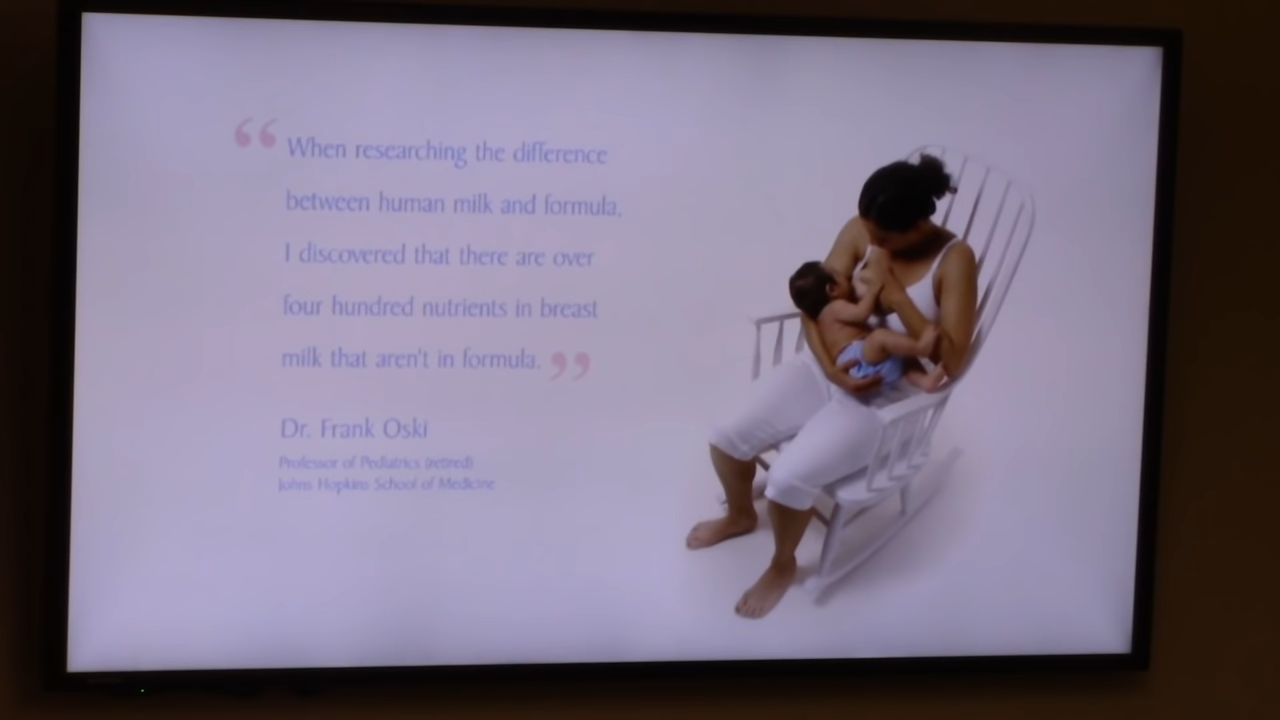 “ When researching the difference
between human milk and formula,
I discovered that there are over
four hundred nutrients in breast
milk that aren't in formula. ”
Dr. Frank Oski
Professor of Pediatrics (retired)
Johns Hopkins School of Medicine